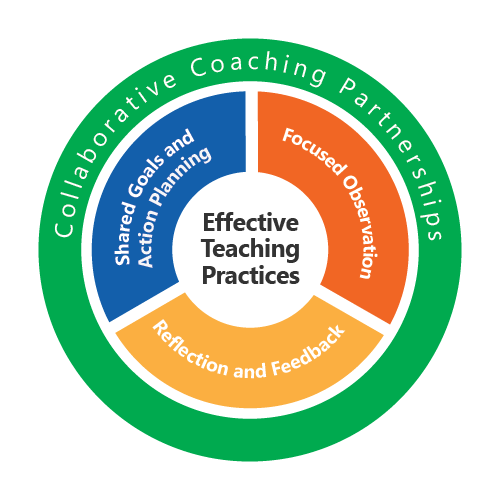 Collaborative Coaching Partnerships
Shared Goals and
Action Planning
Focused Observation
Effective
Teaching
Practices
Reflection and Feedback